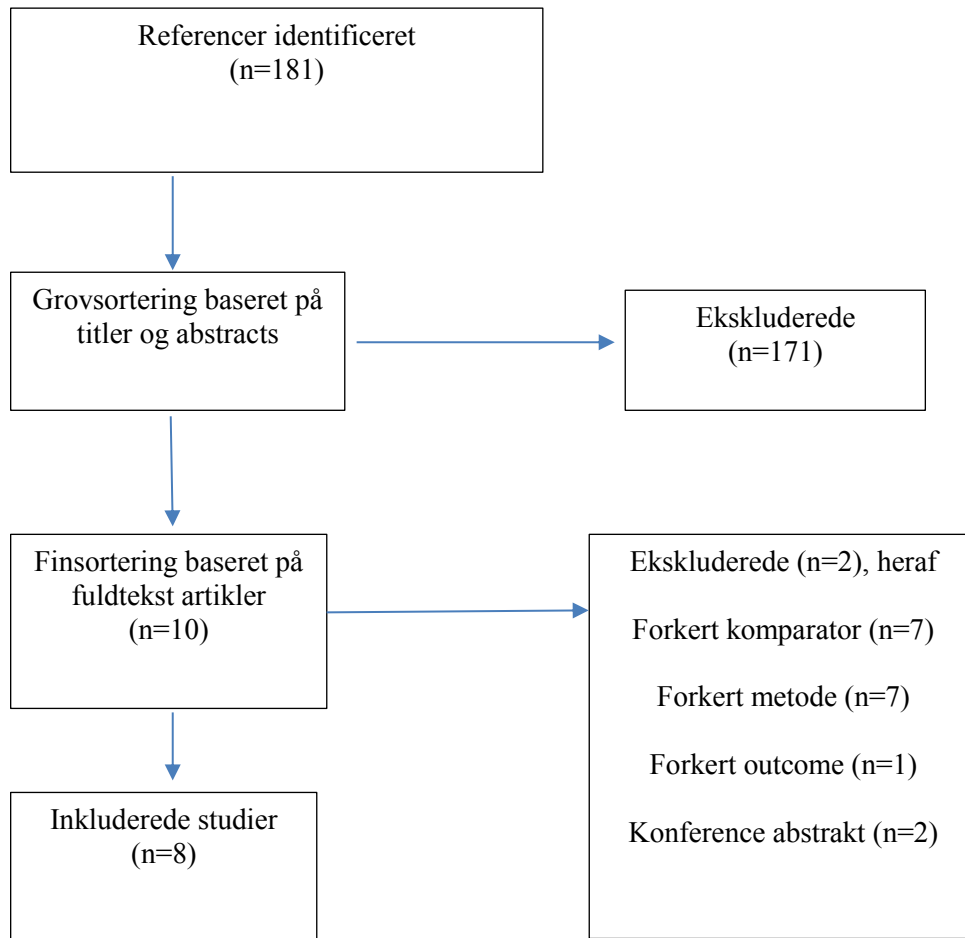 Referencer identificeret
(n=181)
Grovsortering baseret på
titler og abstracts
Ekskluderede
(n=171)
Finsortering baseret på
fuldtekst artikler
(n=10)
Ekskluderede (n=2), heraf
Forkert komparator (n=7)
Forkert metode (n=7)
Forkert outcome (n=1)
Konference abstrakt (n=2)
Inkluderede studier
(n=8)